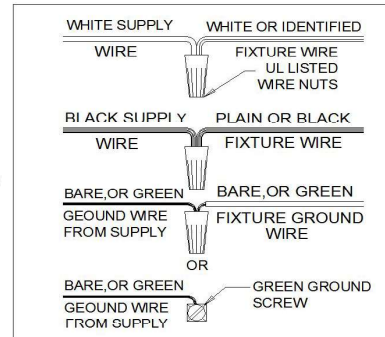 WHITE SUPPLY WHITE OR IDENTIFIED
WIRE FIXTURE WIRE
UL LISTED
WIRE NUTS
BLACK SUPPLY PLAIN OR BLACK
WIRE FIXTURE WIRE
BARE,OR GREEN BARE,OR GREEN
GEOUND WIRE FIXTURE GROUND
FROM SUPPLY WIRE
OR
BARE,OR GREEN GREEN GROUND
SCREW
GEOUND WIRE
FROM SUPPLY